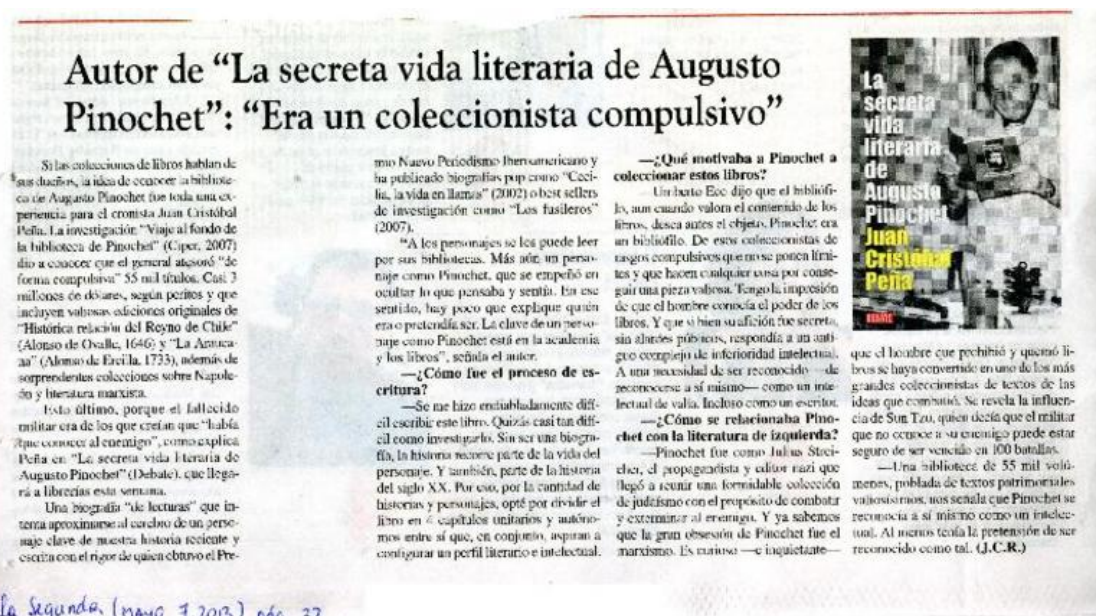 Autor de “La secreta vida literaria de Augusto
Pinochet”: “Era un coleccionista compulsivo”
Si las colecciones de libros hablan de
sus dueños, la idea de conocer la bibliote-
ca de Augusto Pinochet fue toda una ex-
periencia para el cronista Juan Cristóbal
Peña. La investigación “Viaje al fondo de
la biblioteca de Pinochet” (Ciper, 2007)
dio a conocer que el general atesoró “de
forma compulsiva” 55 mil títulos. Casi 3
millones de dólares, según peritos y que
incluyen valiosas ediciones originales de
“Histórica relación del Reyno de Chile”
(Alonso de Ovalle, 1646) y “La Arauca-
na” (Alonso de Ercilla, 1733), además de
sorprendentes colecciones sobre Napole-
ón y literatura marxista.
Esto último, porque el fallecido
militar era de los que creían que “había
que conocer al enemigo”, como explica
Peña en “La secreta vida literaria de
Augusto Pinochet” (Debate), que llega-
rá a librerías esta semana.
Una biografía “de lecturas” que in-
tenta aproximarse al cerebro de un perso-
naje clave de nuestra historia reciente y
escrita con el rigor de quien obtuvo el Pre-
mio Nuevo Periodismo Iberoamericano y
ha publicado biografías pop como “Ceci-
lia, la vida en llamas” (2002) o best sellers
de investigación como “Los fusileros”
(2007).
“A los personajes se los puede leer
por sus bibliotecas. Más aún un perso-
naje como Pinochet, que se empeñó en
ocultar lo que pensaba y sentía. En ese
sentido, hay poco que explique quién
era o pretendía ser. La clave de un perso-
naje como Pinochet está en la academia
y los libros”, señala el autor.
—¿Cómo fue el proceso de es-
critura?
—Se me hizo endiabladamente difí-
cil escribir este libro. Quizás casi tan difí-
cil como investigarlo. Sin ser una biogra-
fía, la historia recorre parte de la vida del
personaje. Y también, parte de la historia
del siglo XX. Por eso, por la cantidad de
historias y personajes, opté por dividir el
libro en 4 capítulos unitarios y autóno-
mos entre sí que, en conjunto, aspiran a
configurar un perfil literario e intelectual.
—¿Qué motivaba a Pinochet a
coleccionar estos libros?
Umberto Eco dijo que el bibliófi-
lo, aun cuando valora el contenido de los
libros, desea antes el objeto. Pinochet era
un bibliófilo. De esos coleccionistas de
rasgos compulsivos que no se ponen lími-
tes y que hacen cualquier cosa por conse-
guir una pieza valiosa. Tengo la impresión
de que el hombre conocía el poder de los
libros. Y que si bien su afición fue secreta,
sin alardes públicos, respondía a un anti-
guo complejo de inferioridad intelectual.
A una necesidad de ser reconocido —de
reconocerse a sí mismo— como un inte-
lectual de valía. Incluso como un escritor.
—¿Cómo se relacionaba Pino-
chet con la literatura de izquierda?
—Pinochet fue como Julius Strei-
cher, el propagandista y editor nazi que
llegó a reunir una formidable colección
de judaísmo con el propósito de combatir
y exterminar al enemigo. Y ya sabemos
que la gran obsesión de Pinochet fue el
marxismo. Es curioso —e inquietante—
La
secreta
vida
literaria
de
Augusto
Pinochet
Juan
Cristóbal
Peña
DEBATE
que el hombre que prohibió y quemó li-
bros se haya convertido en uno de los más
grandes coleccionistas de textos de las
ideas que combatió. Se revela la influen-
cia de Sun Tzu, quien decía que el militar
que no conoce a su enemigo puede estar
seguro de ser vencido en 100 batallas.
—Una biblioteca de 55 mil volú-
menes, poblada de textos patrimoniales
valiosísimos, nos señala que Pinochet se
reconocía a sí mismo como un intelec-
tual. Al menos tenía la pretensión de ser
reconocido como tal. (J.C.R.)
La Segunda, (mayo 7 2013) pág. 37